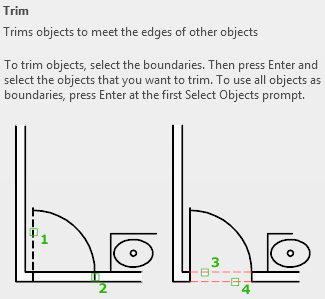 Trim
Trims objects to meet the edges of other objects
To trim objects, select the boundaries. Then press Enter and
select the objects that you want to trim. To use all objects as
boundaries, press Enter at the first Select Objects prompt.
1
2
3
4